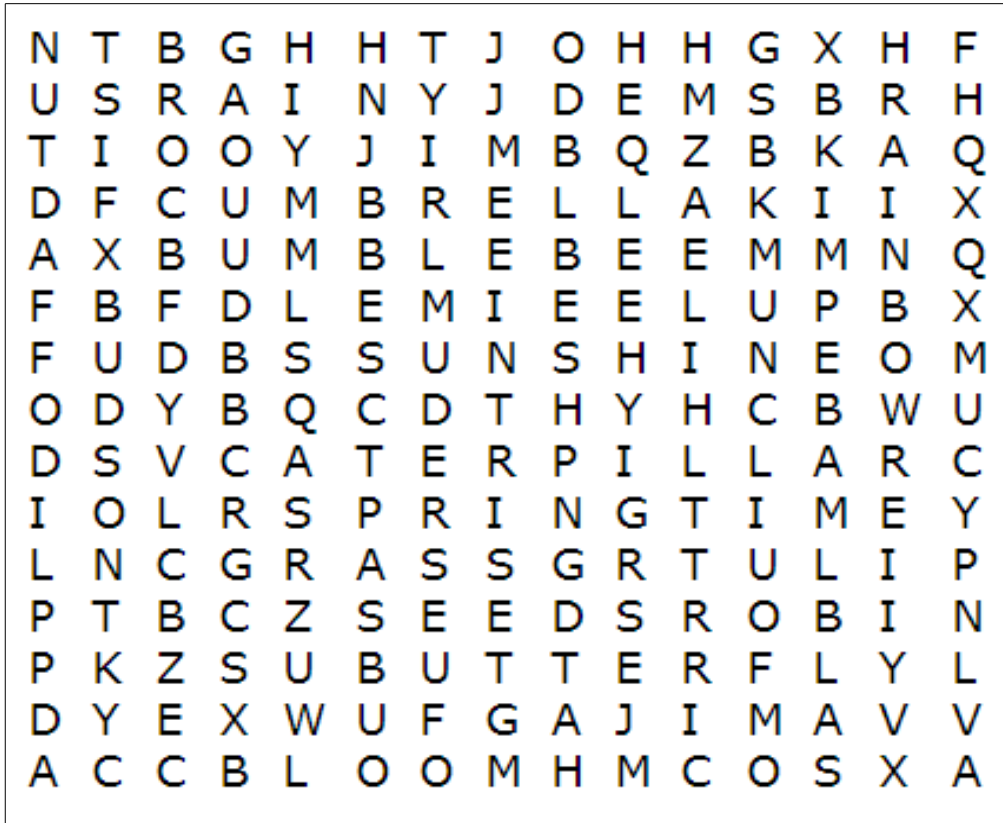 N T B G H H T J O H H G X H F
U S R A I N Y J D E M S B R H
T I O O Y J I M B Q Z B K A Q
D F C U M B R E L L A K I I X
A X B U M B L E B E E M M N Q
F B F D L E M I E E L U P B X
F U D B S S U N S H I N E O M
O D Y B Q C D T H Y H C B W U
D S V C A T E R P I L L A R C
I O L R S P R I N G T I M E Y
L N C G R A S S G R T U L I P
P T B C Z S E E D S R O B I N
P K Z S U B U T T E R F L Y L
D Y E X W U F G A J I M A V V
A C C B L O O M H M C O S X A